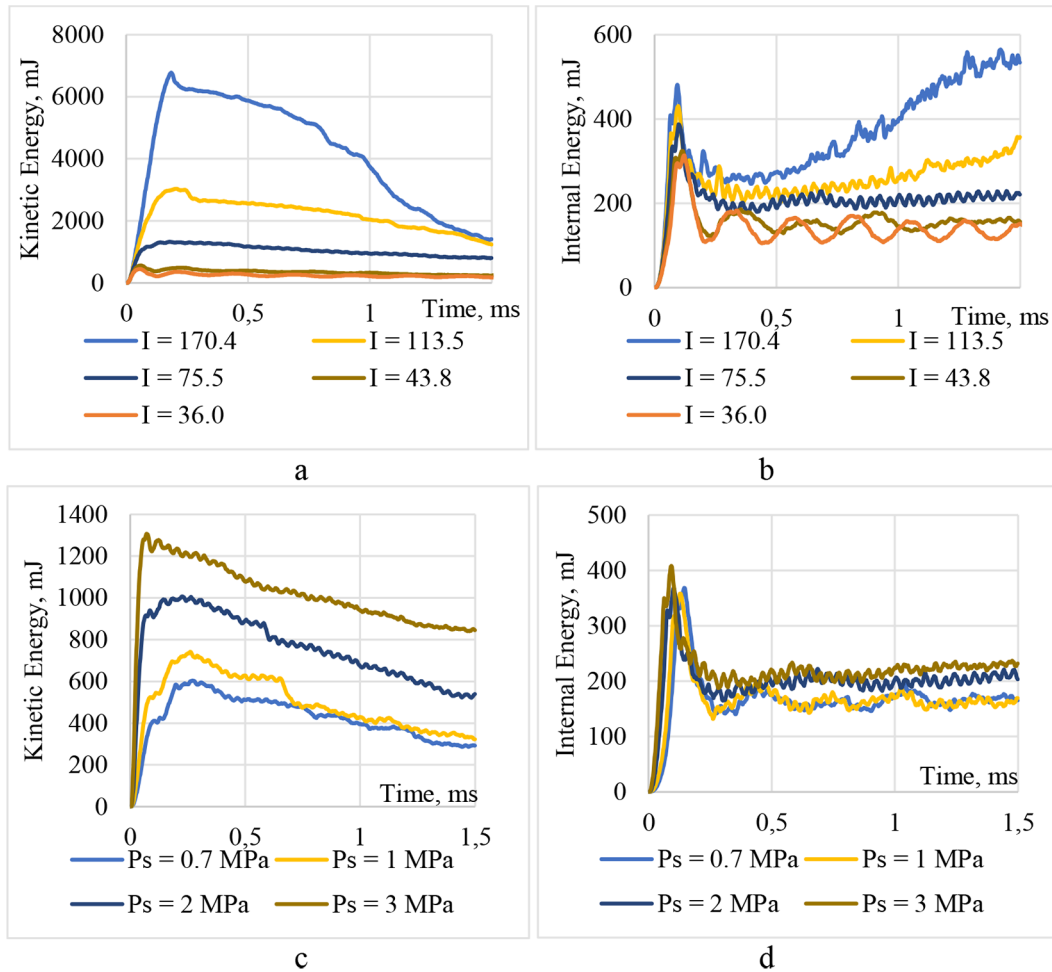 8000
6000
4000
2000
0
Kinetic Energy, mJ
0
0,5
1
Time, ms
I = 170.4
I = 113.5
I = 75.5
I = 43.8
I = 36.0
a
600
400
200
0
Internal Energy, mJ
0
0,5
1
Time, ms
I = 170.4
I = 113.5
I = 75.5
I = 43.8
I = 36.0
b
1400
1200
1000
800
600
400
200
0
Kinetic Energy, mJ
Time, ms
0
0,5
1
1,5
Ps = 0.7 MPa
Ps = 1 MPa
Ps = 2 MPa
Ps = 3 MPa
c
500
400
300
200
100
0
Internal Energy, mJ
Time, ms
0
0,5
1
1,5
Ps = 0.7 MPa
Ps = 1 MPa
Ps = 2 MPa
Ps = 3 MPa
d